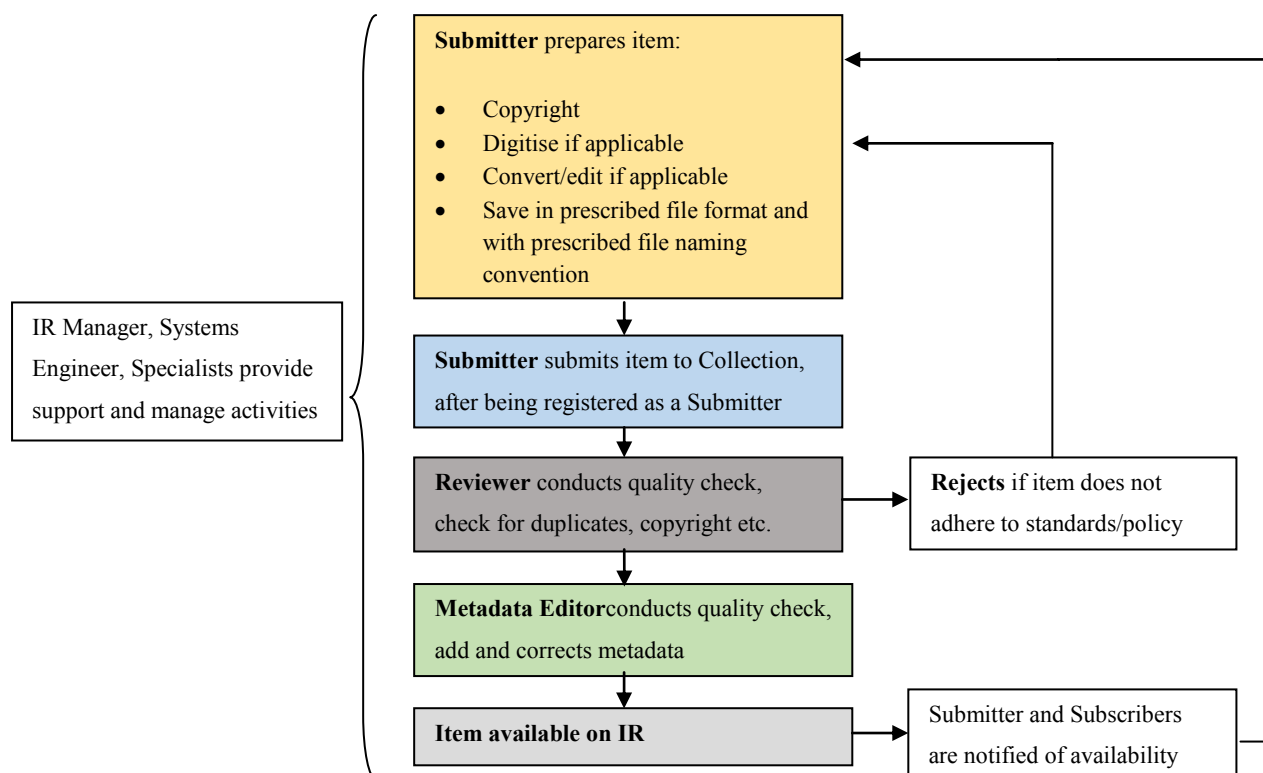 Submitter prepares item:
• Copyright
• Digitise if applicable
• Convert/edit if applicable
• Save in prescribed file format and
with prescribed file naming
convention
IR Manager, Systems
Engineer, Specialists provide
support and manage activities
Submitter submits item to Collection,
after being registered as a Submitter
Reviewer conducts quality check,
check for duplicates, copyright etc.
Rejects if item does not
adhere to standards/policy
Metadata Editorconducts quality check,
add and corrects metadata
Item available on IR
Submitter and Subscribers
are notified of availability